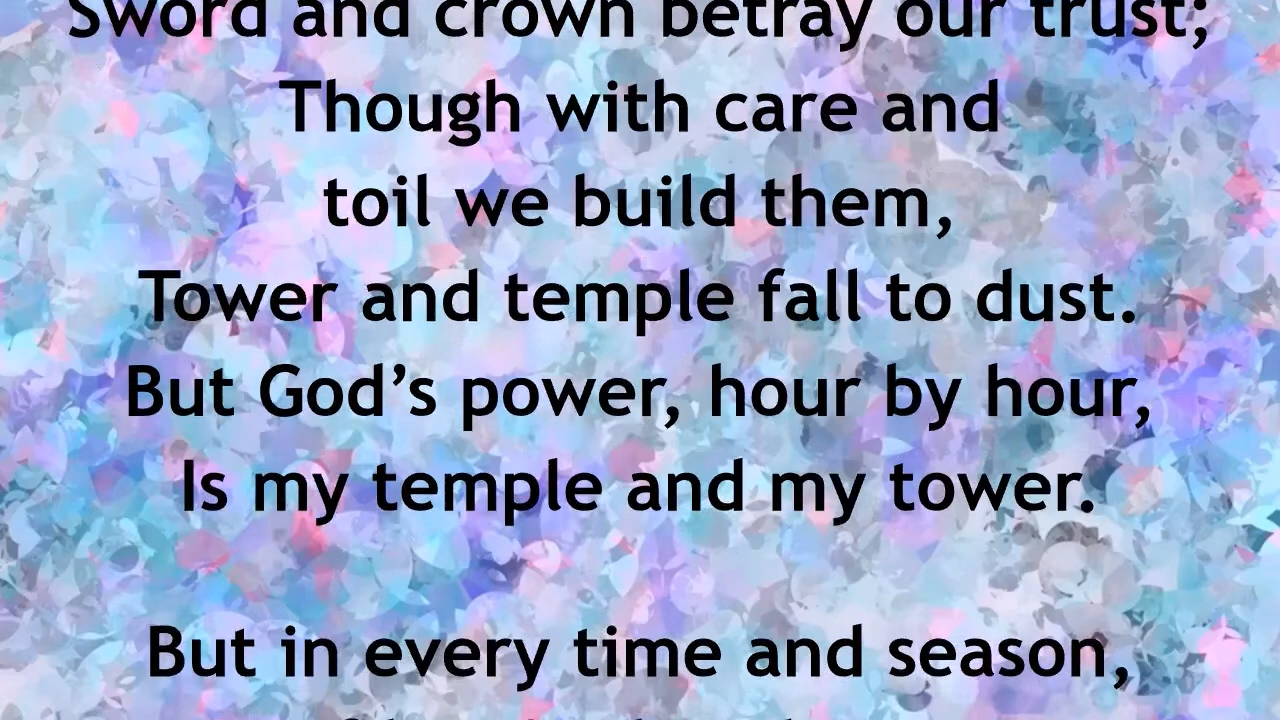 Sword and crown betray our trust;
Though with care and
toil we build them,
Tower and temple fall to dust.
But God’s power, hour by hour,
Is my temple and my tower.
But in every time and season,